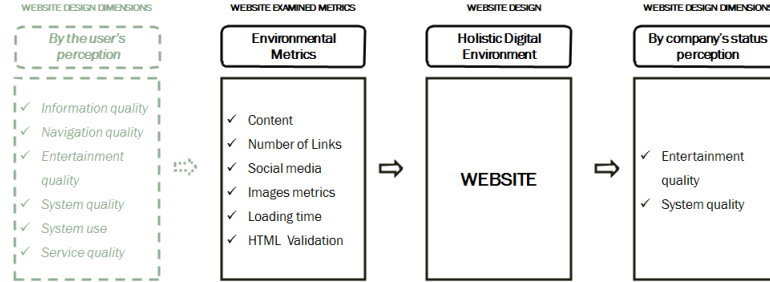 WEBSITE DESIGN DIMENSIONS
By the user's
perception
✓ Information quality
✓ Navigation quality
✓ Entertainment
quality
✓ System quality
✓ System use
✓ Service quality
WEBSITE EXAMINED METRICS
Environmental
Metrics
✓ Content
✓ Number of Links
✓ Social media
✓ Images metrics
✓ Loading time
✓ HTML Validation
WEBSITE DESIGN
Holistic Digital
Environment
WEBSITE
WEBSITE DESIGN DIMENSIONS
By company's status
perception
✓ Entertainment
quality
✓ System quality